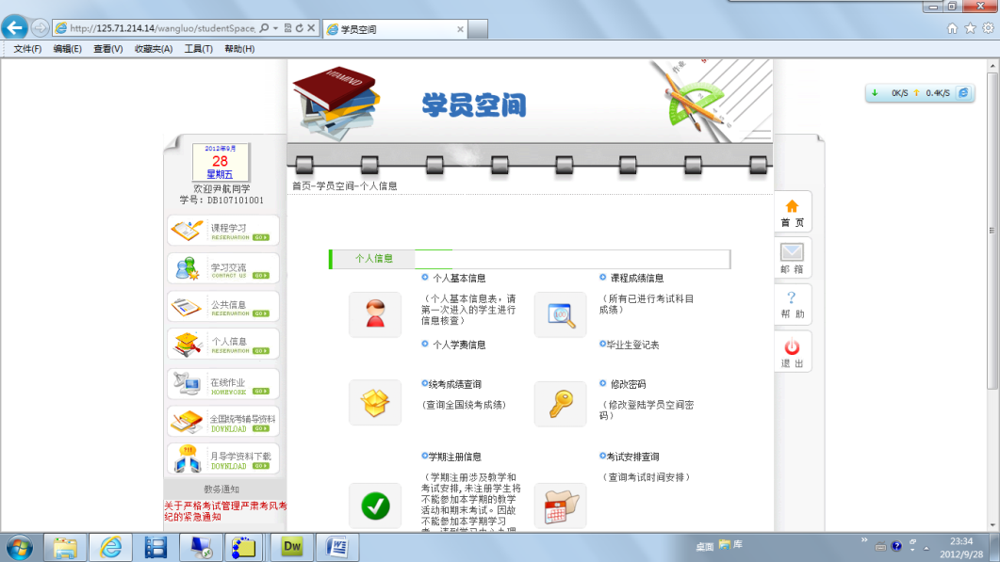 http://125.71.214.14/wangluo/studentSpace,
学员空间
文件(F) 编辑(E) 查看(V) 收藏夹(A) 工具(T) 帮助(H)
VITAMIND
学员空间
作业
0K/S 0.4K/S
2012年9月
28
星期五
欢迎尹航同学
学号：DB107101001
课程学习
RESERVATION GO
学习交流
CONTACT US GO
公共信息
RESERVATION GO
个人信息
RESERVATION GO
在线作业
HOMEWORK GO
全国统考辅导资料
DOWNLOAD GO
月导学资料下载
DOWNLOAD GO
教务通知
关于严格考试管理严肃考风考
纪的紧急通知
首页-学员空间-个人信息
个人信息
个人基本信息
（个人基本信息表，请
第一次进入的学生进行
信息核查）
课程成绩信息
（所有已进行考试科目
成绩）
个人学费信息
毕业生登记表
统考成绩查询
(查询全国统考成绩)
修改密码
（修改登陆学员空间密
码）
学期注册信息
（学期注册涉及教学和
考试安排,未注册学生将
不能参加本学期的教学
活动和期末考试。因故
不能参加本学期学习
考试安排查询
（查询考试时间安排）
首 页
邮 箱
帮 助
退 出
Dw
桌面 库
23:34
2012/9/28